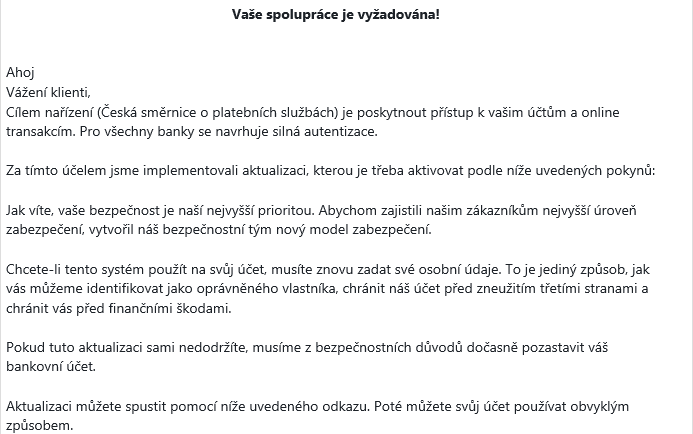 Vaše spolupráce je vyžadována!
Ahoj
Vážení klienti,
Cílem nařízení (Česká směrnice o platebních službách) je poskytnout přístup k vašim účtům a online
transakcím. Pro všechny banky se navrhuje silná autentizace.
Za tímto účelem jsme implementovali aktualizaci, kterou je třeba aktivovat podle níže uvedených pokynů:
Jak víte, vaše bezpečnost je naší nejvyšší prioritou. Abychom zajistili našim zákazníkům nejvyšší úroveň
zabezpečení, vytvořil náš bezpečnostní tým nový model zabezpečení.
Chcete-li tento systém použít na svůj účet, musíte znovu zadat své osobní údaje. To je jediný způsob, jak
vás můžeme identifikovat jako oprávněného vlastníka, chránit náš účet před zneužitím třetími stranami a
chránit vás před finančními škodami.
Pokud tuto aktualizaci sami nedodržíte, musíme z bezpečnostních důvodů dočasně pozastavit váš
bankovní účet.
Aktualizaci můžete spustit pomocí níže uvedeného odkazu. Poté můžete svůj účet používat obvyklým
způsobem.